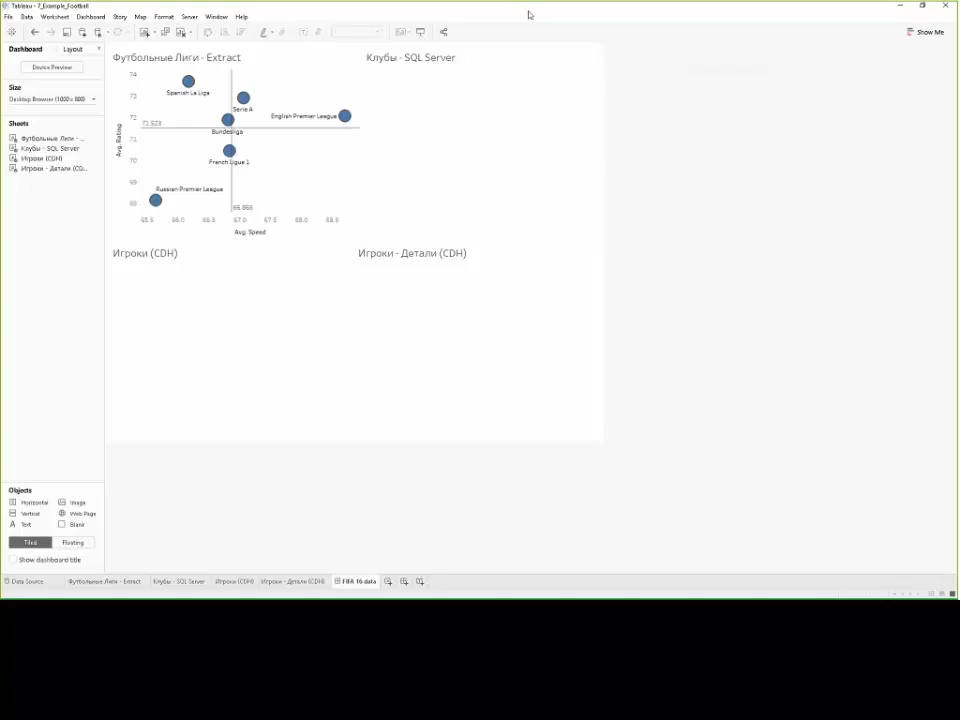 Tableau - 7_Example_Football
File Data Worksheet Dashboard Story Map Format Server Window Help
Show Me
Dashboard Layout
Device Preview
Size
Desktop Browser (1000 x 800)
Sheets
Футбольные Лиги - ...
Клубы - SQL Server
Игроки (CDH)
Игроки - Детали (CD...
Objects
Horizontal Image
Vertical Web Page
Text Blank
Tiled Floating
Show dashboard title
Футбольные Лиги - Extract
74
73
72
71
70
69
68
Avg. Rating
Spanish La Liga
Serie A
English Premier League
71.523
Bundesliga
French Ligue 1
Russian Premier League
66.868
65.5 66.0 66.5 67.0 67.5 68.0 68.5
Avg. Speed
Клубы - SQL Server
Игроки (CDH)
Игроки - Детали (CDH)
Data Source Футбольные Лиги - Extract Клубы - SQL Server Игроки (CDH) Игроки - Детали (CDH) FIFA 16 data